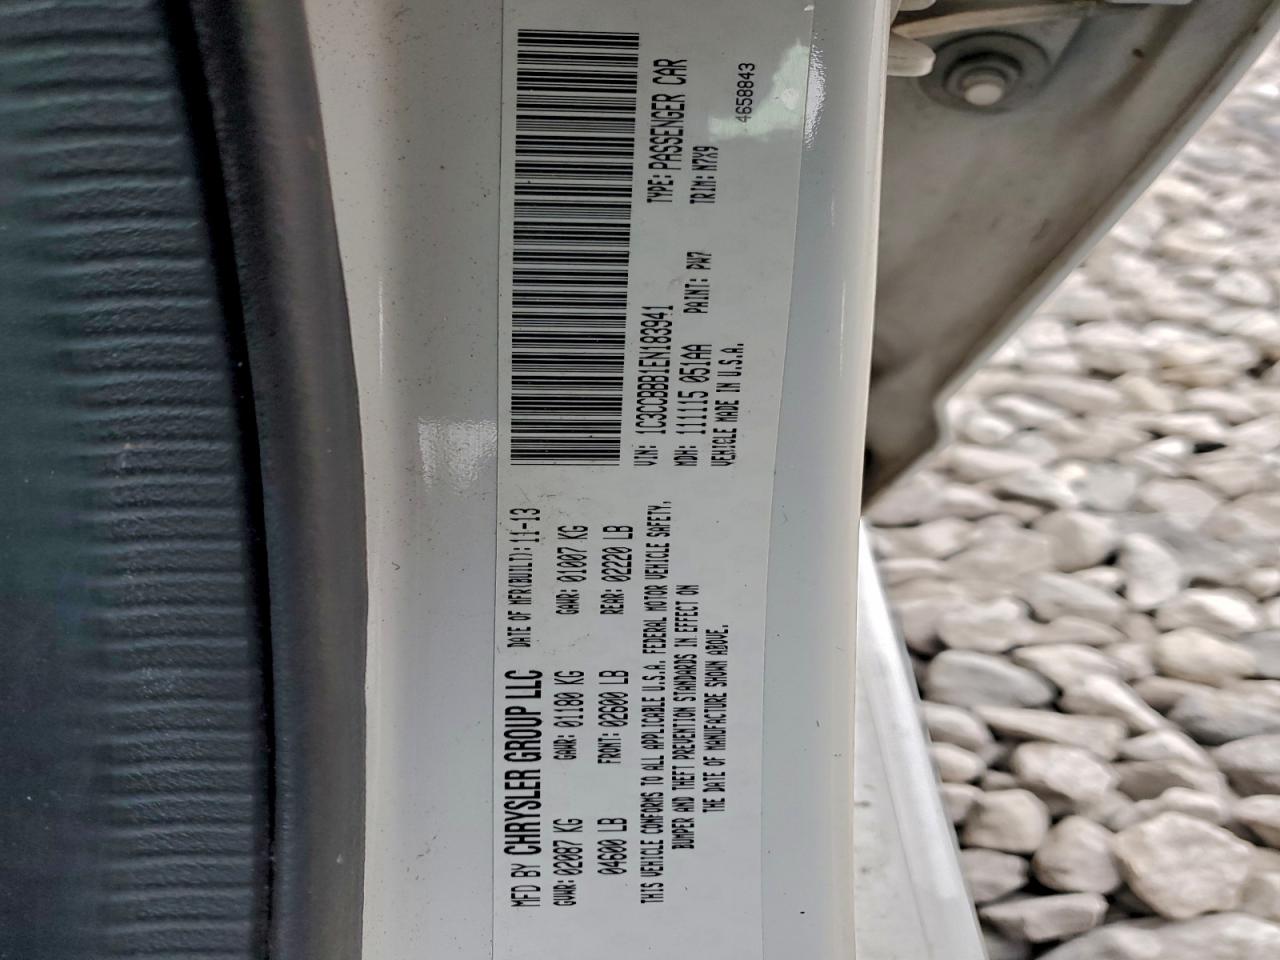 MFD BY CHRYSLER GROUP LLC DATE OF MFR(BUILT): 11-13
GVWR: 02087 KG GAWR: 01180 KG GAWR: 01007 KG
04600 LB FRONT: 02600 LB REAR: 02220 LB
THIS VEHICLE CONFORMS TO ALL APPLICABLE U.S.A. FEDERAL MOTOR VEHICLE SAFETY,
BUMPER AND THEFT PREVENTION STANDARDS IN EFFECT ON
THE DATE OF MANUFACTURE SHOWN ABOVE.
VIN: 1C3CCBBB1EN183941 TYPE: PASSENGER CAR
MDH: 111115 051AA PAINT: PW7 TRIM: M7X9
VEHICLE MADE IN U.S.A.
4658843